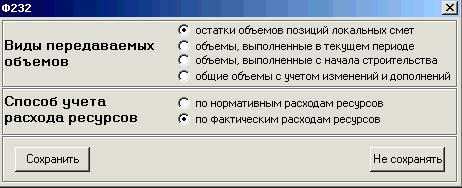 Ф232
Виды передаваемых
объемов
остатки объемов позиций локальных смет
объемы, выполненные в текущем периоде
объемы, выполненные с начала строительства
общие объемы с учетом изменений и дополнений
Способ учета
расхода ресурсов
по нормативным расходам ресурсов
по фактическим расходам ресурсов
Сохранить
Не сохранять